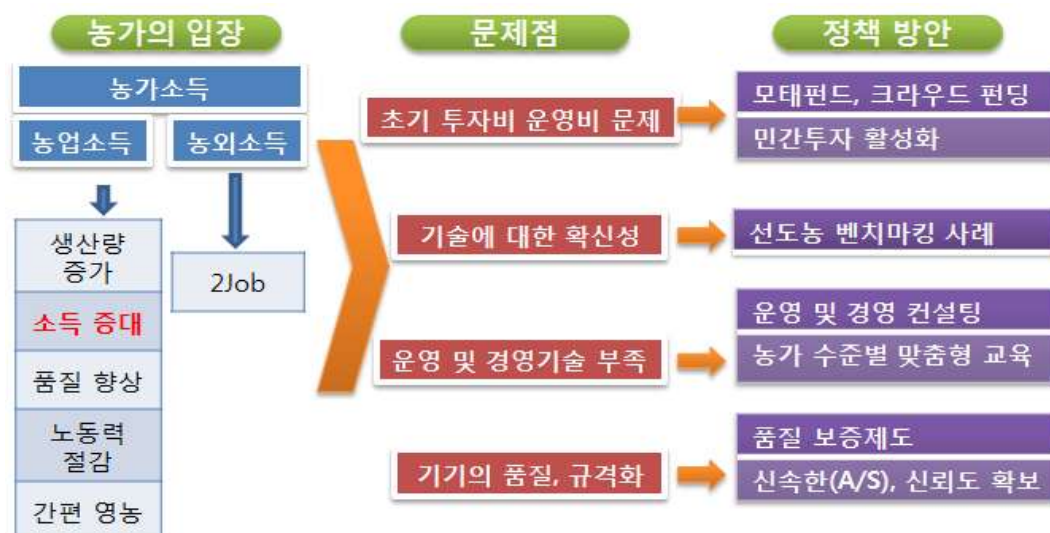 농가의 입장
농가소득
농업소득
농외소득
생산량
증가
소득 증대
품질 향상
노동력
절감
간편 영농
2Job
문제점
초기 투자비 운영비 문제
기술에 대한 확신성
운영 및 경영기술 부족
기기의 품질, 규격화
정책 방안
모태펀드, 크라우드 펀딩
민간투자 활성화
선도농 벤치마킹 사례
운영 및 경영 컨설팅
농가 수준별 맞춤형 교육
품질 보증제도
신속한(A/S), 신뢰도 확보